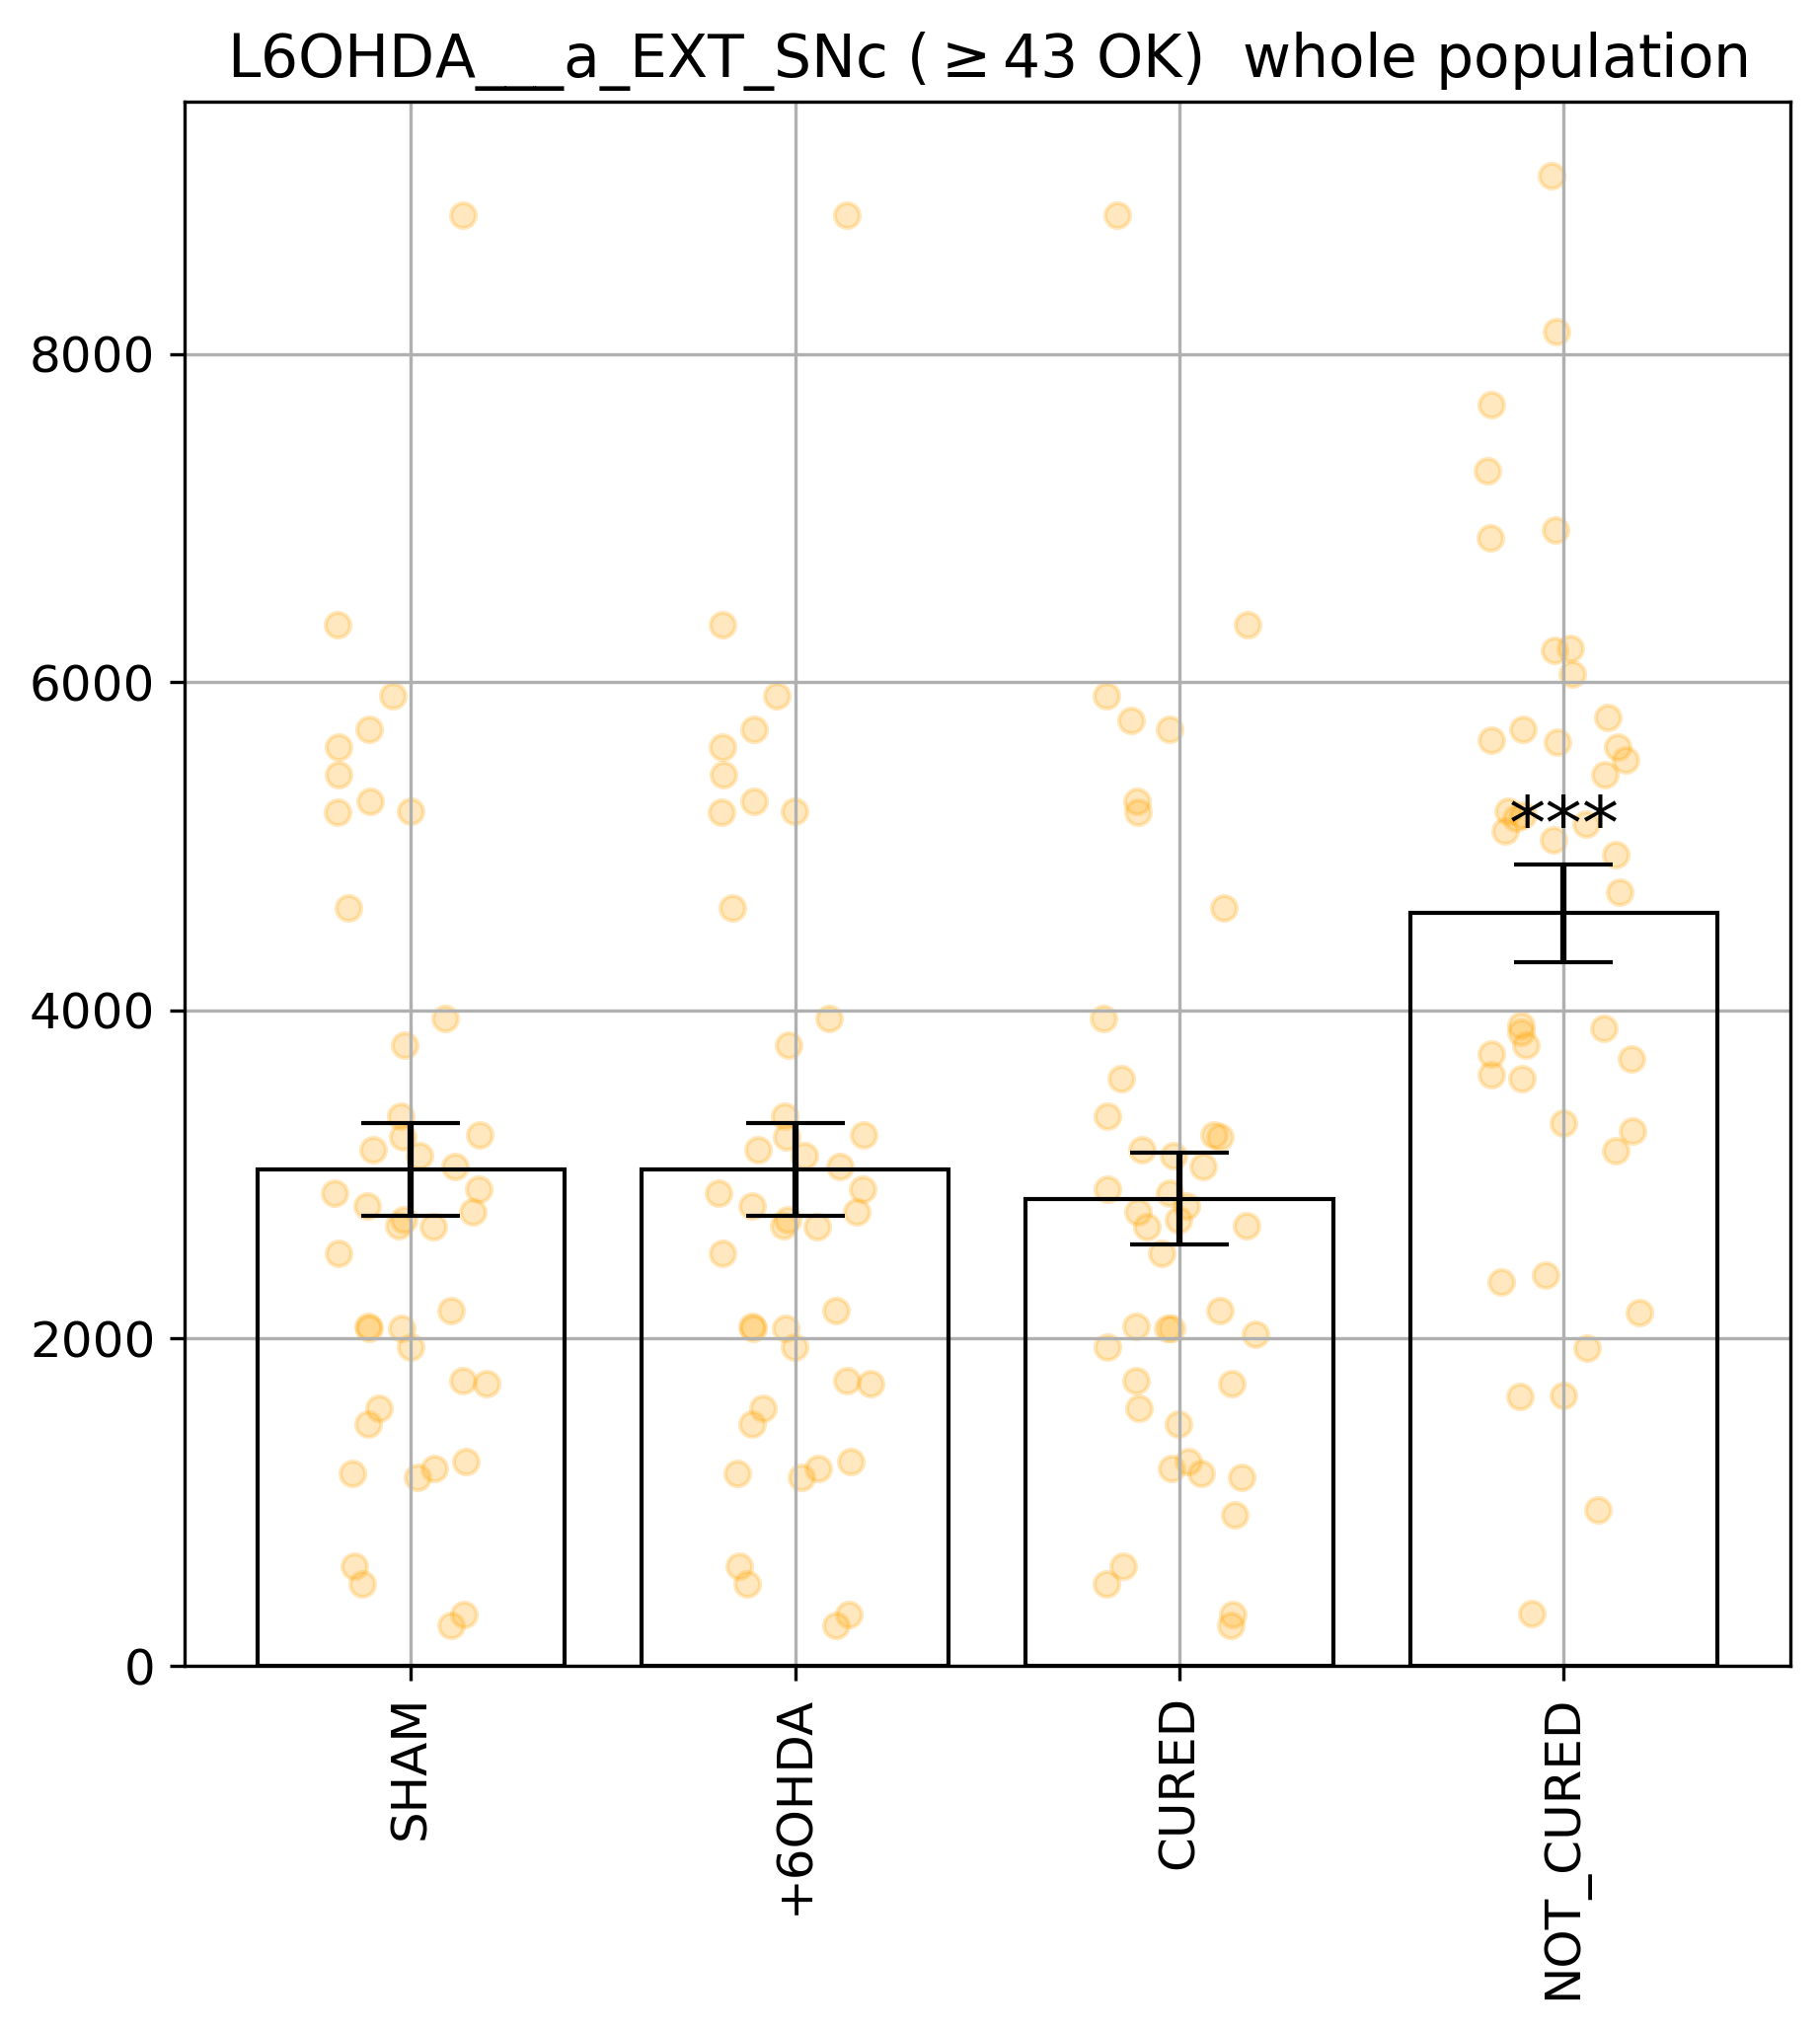 L6OHDA___a_EXT_SNc (≥43 OK)  whole population
8000
6000
4000
2000
0
***
SHAM
+6OHDA
CURED
NOT_CURED